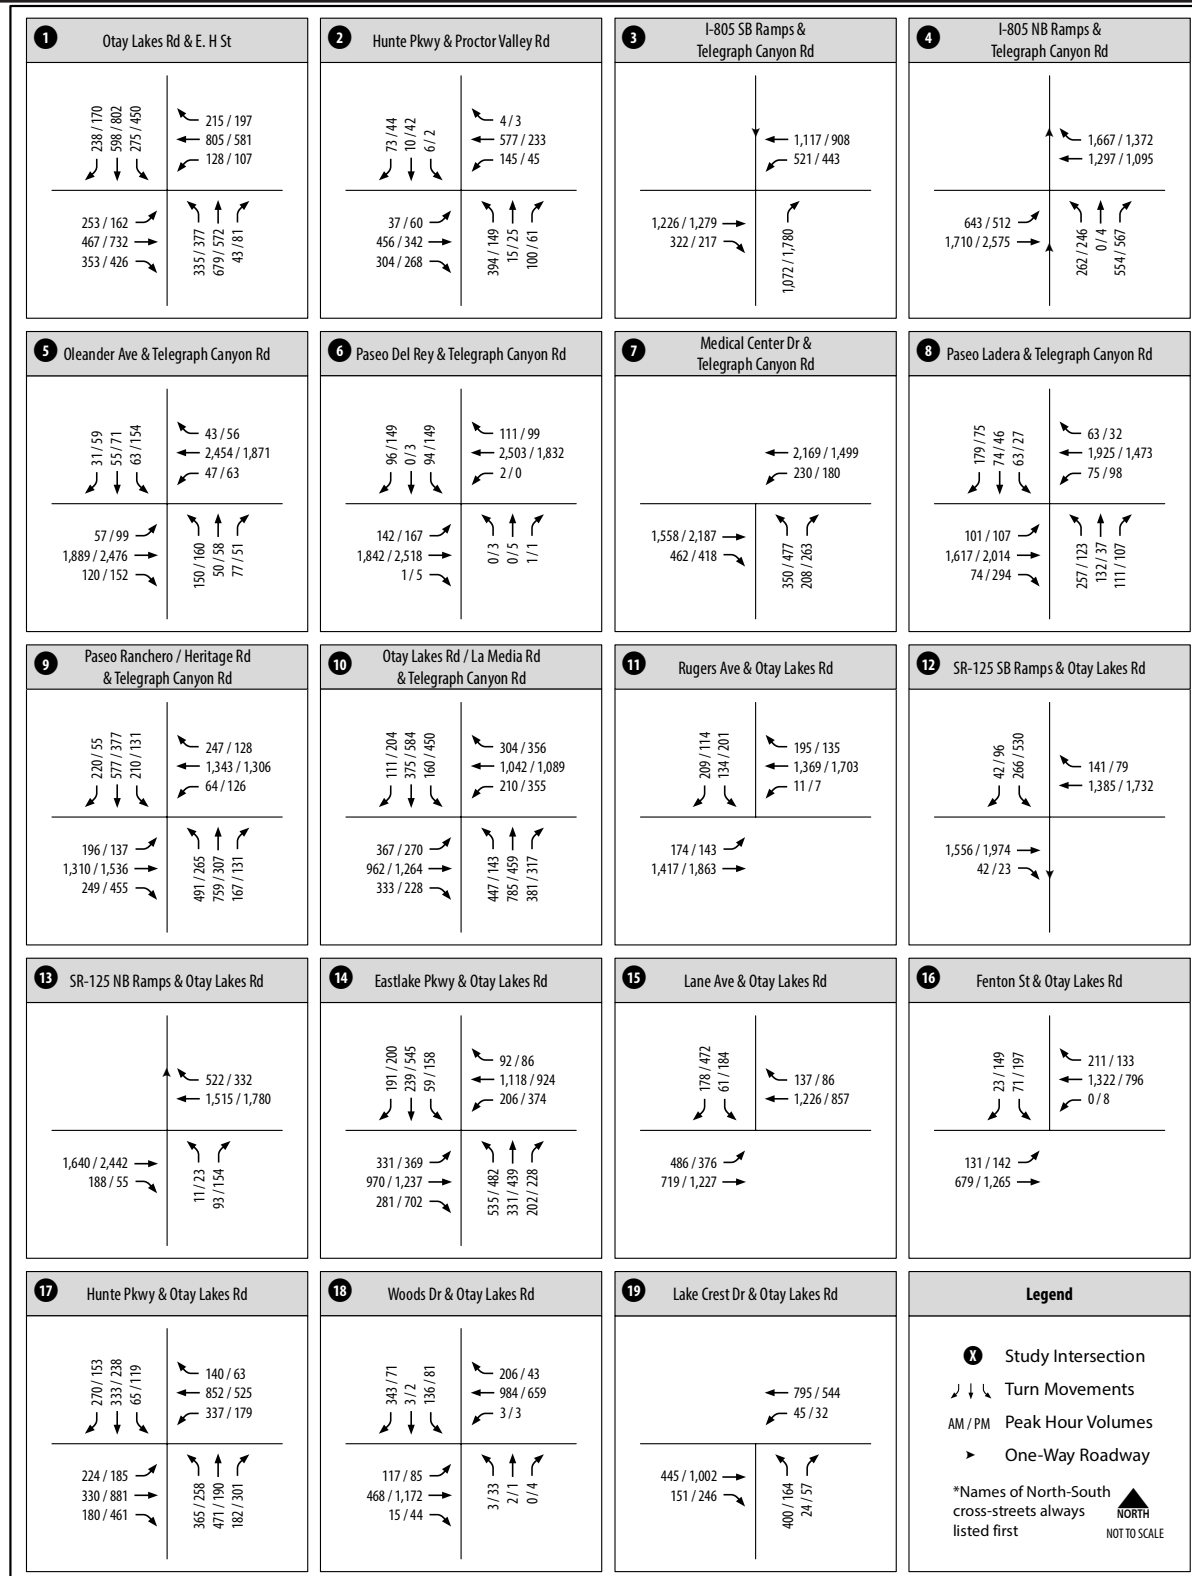 1
Otay Lakes Rd & E. H St
238 / 170
598 / 802
275 / 450
215 / 197
805 / 581
128 / 107
253 / 162
467 / 732
353 / 426
335 / 377
679 / 572
43 / 81
2
Hunte Pkwy & Proctor Valley Rd
73 / 44
10 / 42
6 / 2
4 / 3
577 / 233
145 / 45
37 / 60
456 / 342
304 / 268
394 / 149
15 / 25
100 / 61
3
I-805 SB Ramps &
Telegraph Canyon Rd
1,117 / 908
521 / 443
1,226 / 1,279
322 / 217
1,072 / 1,780
4
I-805 NB Ramps &
Telegraph Canyon Rd
1,667 / 1,372
1,297 / 1,095
643 / 512
1,710 / 2,575
262 / 246
0 / 4
554 / 567
5
Oleander Ave & Telegraph Canyon Rd
31 / 59
55 / 71
63 / 154
43 / 56
2,454 / 1,871
47 / 63
57 / 99
1,889 / 2,476
120 / 152
150 / 160
50 / 58
77 / 51
6
Paseo Del Rey & Telegraph Canyon Rd
96 / 149
0 / 3
94 / 149
111 / 99
2,503 / 1,832
2 / 0
142 / 167
1,842 / 2,518
1 / 5
0 / 3
0 / 5
1 / 1
7
Medical Center Dr &
Telegraph Canyon Rd
2,169 / 1,499
230 / 180
1,558 / 2,187
462 / 418
350 / 477
208 / 263
8
Paseo Ladera & Telegraph Canyon Rd
179 / 75
74 / 46
63 / 27
63 / 32
1,925 / 1,473
75 / 98
101 / 107
1,617 / 2,014
74 / 294
257 / 123
132 / 37
111 / 107
9
Paseo Ranchero / Heritage Rd
& Telegraph Canyon Rd
220 / 55
577 / 377
210 / 131
247 / 128
1,343 / 1,306
64 / 126
196 / 137
1,310 / 1,536
249 / 455
491 / 265
759 / 307
167 / 131
10
Otay Lakes Rd / La Media Rd
& Telegraph Canyon Rd
111 / 204
375 / 584
160 / 450
304 / 356
1,042 / 1,089
210 / 355
367 / 270
962 / 1,264
333 / 228
447 / 143
785 / 459
381 / 317
11
Rugers Ave & Otay Lakes Rd
209 / 114
134 / 201
195 / 135
1,369 / 1,703
11 / 7
174 / 143
1,417 / 1,863
12
SR-125 SB Ramps & Otay Lakes Rd
42 / 96
266 / 530
141 / 79
1,385 / 1,732
1,556 / 1,974
42 / 23
13
SR-125 NB Ramps & Otay Lakes Rd
522 / 332
1,515 / 1,780
1,640 / 2,442
188 / 55
11 / 23
93 / 154
14
Eastlake Pkwy & Otay Lakes Rd
191 / 200
239 / 545
59 / 158
92 / 86
1,118 / 924
206 / 374
331 / 369
970 / 1,237
281 / 702
535 / 482
331 / 439
202 / 228
15
Lane Ave & Otay Lakes Rd
178 / 472
61 / 184
137 / 86
1,226 / 857
486 / 376
719 / 1,227
16
Fenton St & Otay Lakes Rd
23 / 149
71 / 197
211 / 133
1,322 / 796
0 / 8
131 / 142
679 / 1,265
17
Hunte Pkwy & Otay Lakes Rd
270 / 153
333 / 238
65 / 119
140 / 63
852 / 525
337 / 179
224 / 185
330 / 881
180 / 461
365 / 258
471 / 190
182 / 301
18
Woods Dr & Otay Lakes Rd
343 / 71
3 / 2
136 / 81
206 / 43
984 / 659
3 / 3
117 / 85
468 / 1,172
15 / 44
3 / 33
2 / 1
0 / 4
19
Lake Crest Dr & Otay Lakes Rd
795 / 544
45 / 32
445 / 1,002
151 / 246
400 / 164
24 / 57
Legend
X Study Intersection
Turn Movements
AM / PM Peak Hour Volumes
One-Way Roadway
*Names of North-South
cross-streets always
listed first
NORTH
NOT TO SCALE